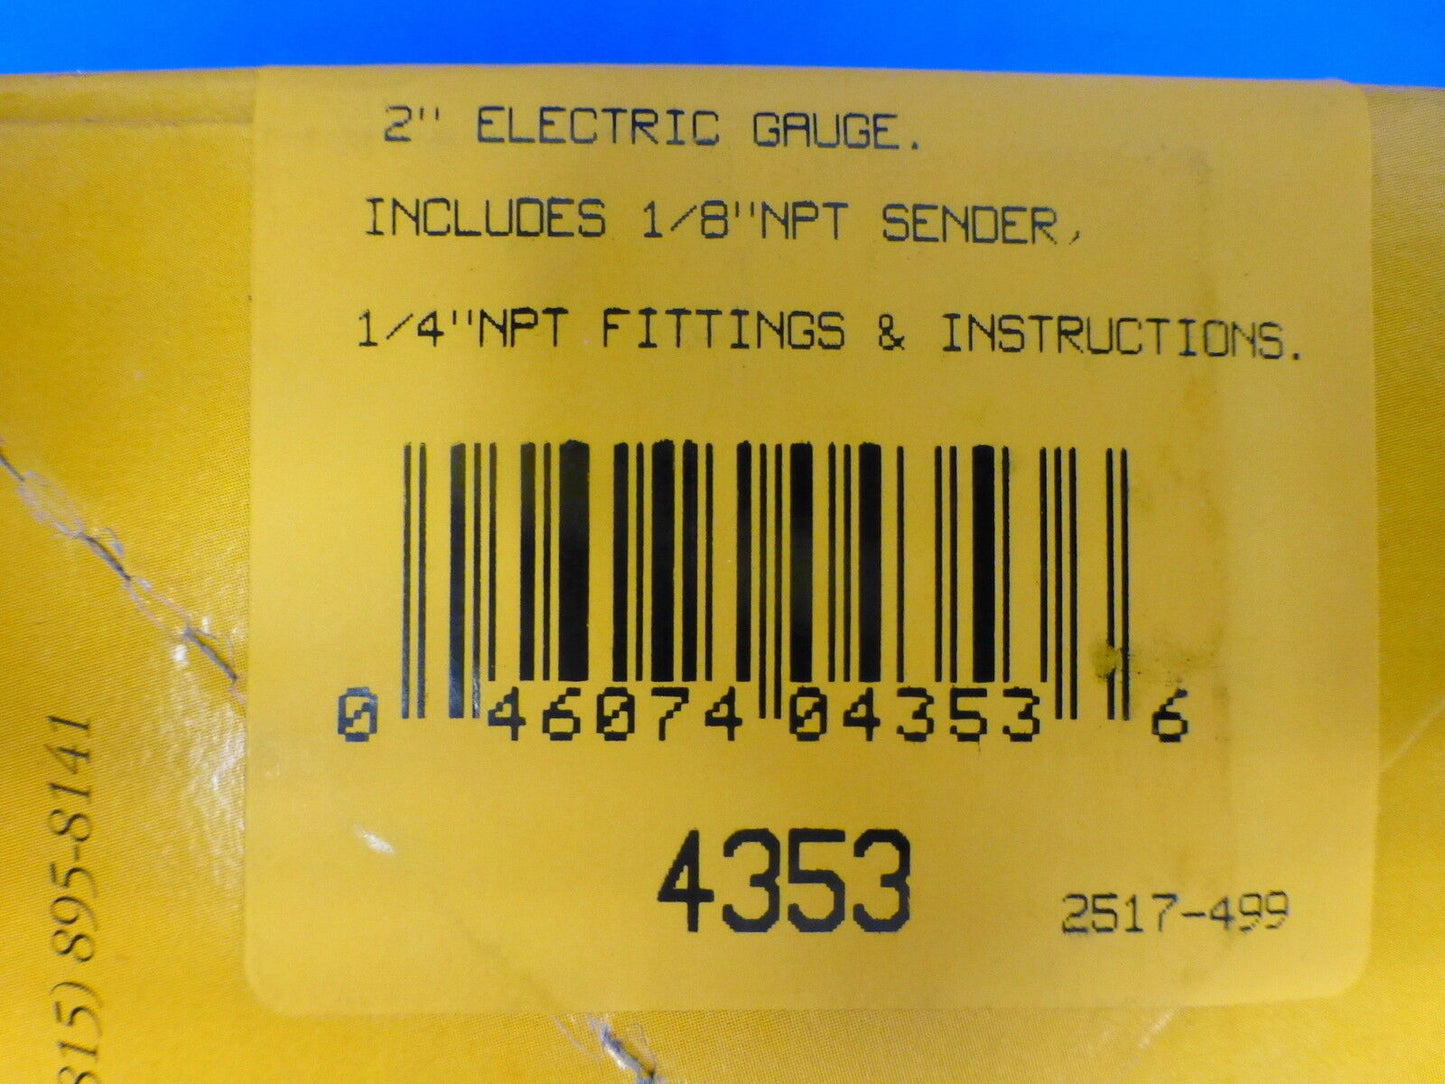 2" ELECTRIC GAUGE.
INCLUDES 1/8"NPT SENDER,
1/4"NPT FITTINGS & INSTRUCTIONS.
0 46074 04353 6
4353
2517-499
815) 895-8141